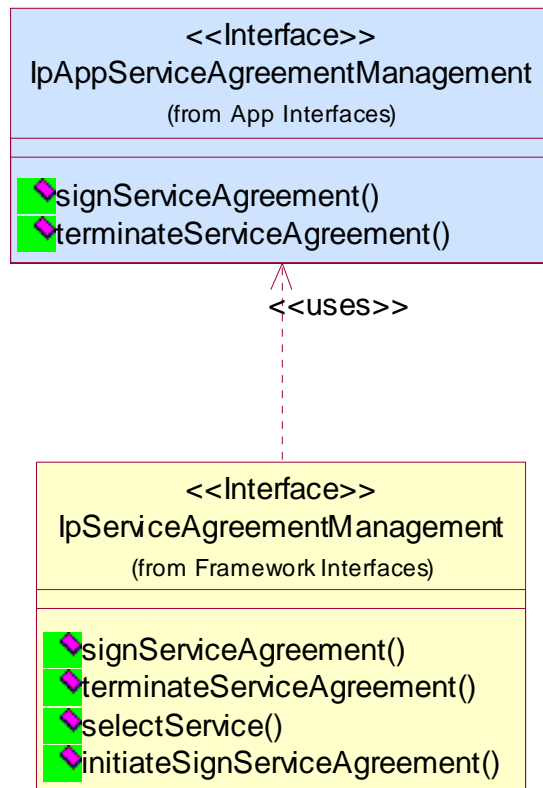 <<Interface>>
IpAppServiceAgreementManagement
(from App Interfaces)
signServiceAgreement()
terminateServiceAgreement()
<<uses>>
<<Interface>>
IpServiceAgreementManagement
(from Framework Interfaces)
signServiceAgreement()
terminateServiceAgreement()
selectService()
initiateSignServiceAgreement()